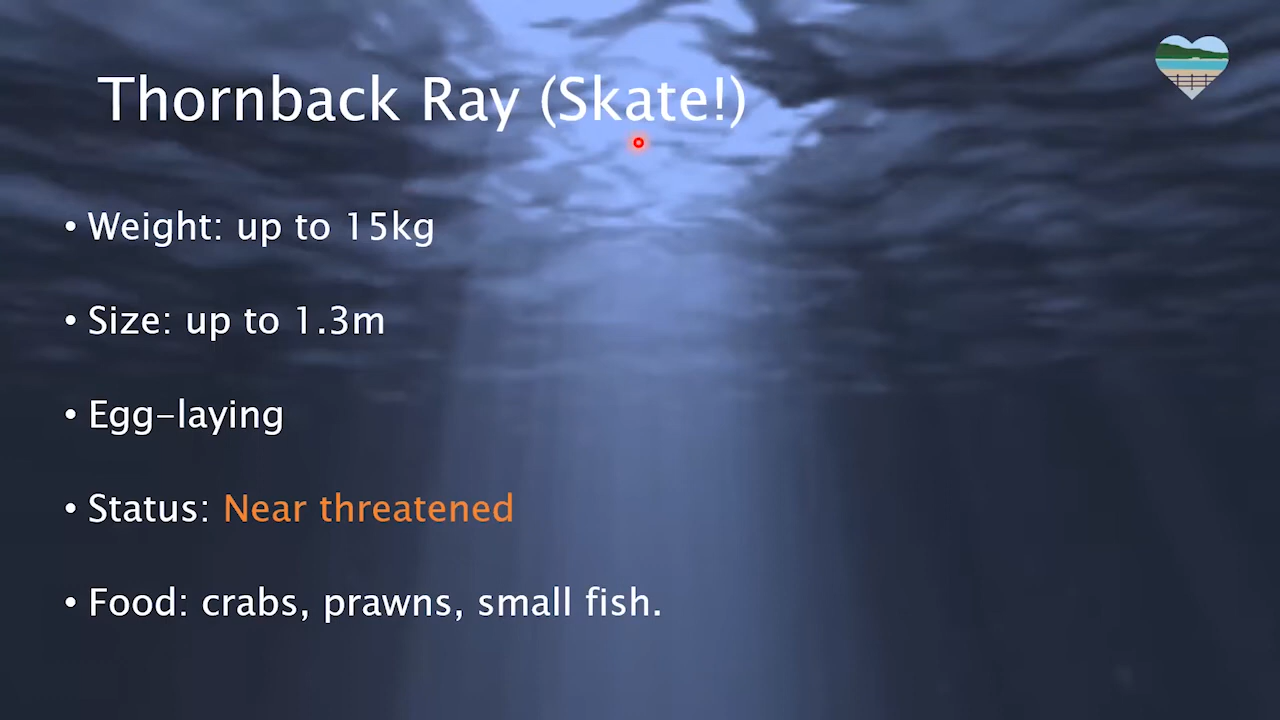 Thornback Ray (Skate!)
• Weight: up to 15kg
• Size: up to 1.3m
• Egg-laying
• Status: Near threatened
• Food: crabs, prawns, small fish.